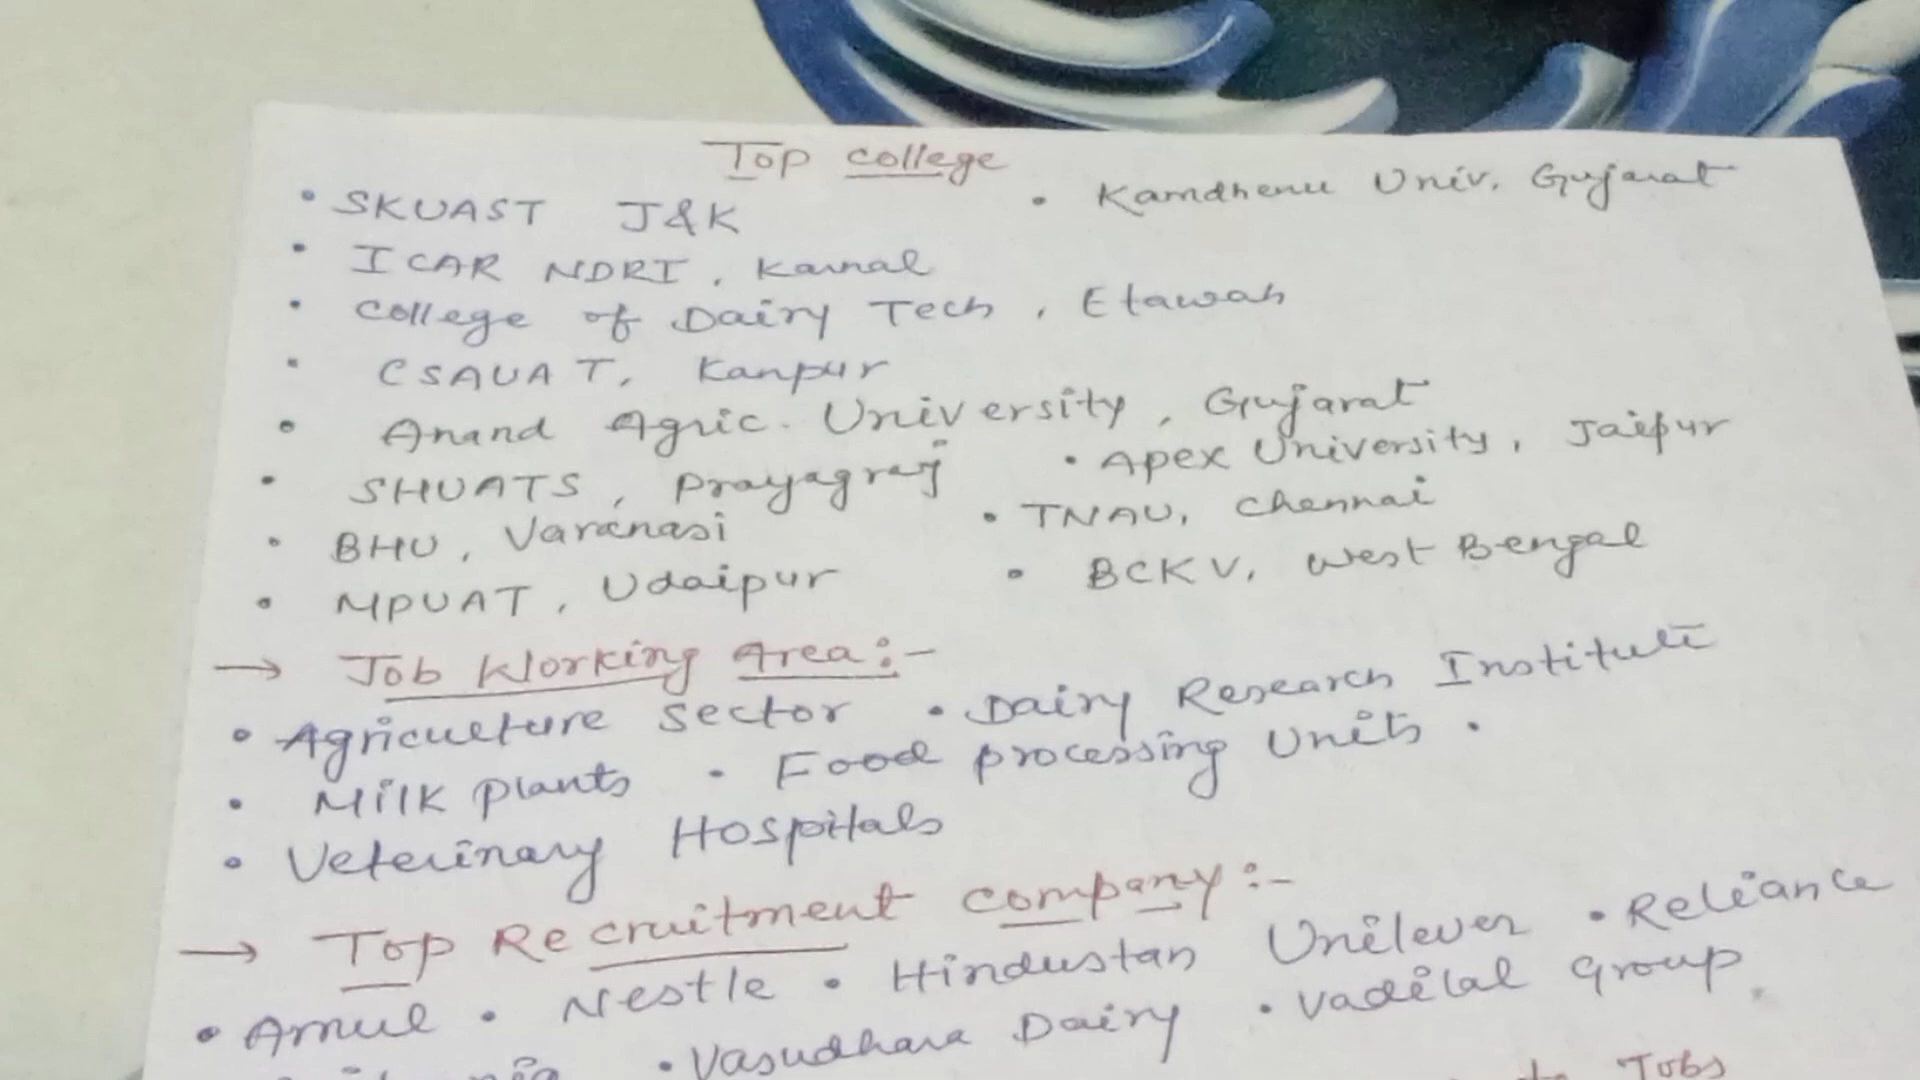 Top college
• SKUAST J&K • Kamdhenu Univ. Gujarat
• ICAR NDRI, Karnal
• College of Dairy Tech, Etawah
• CSAUAT, Kanpur
• Anand Agric. University, Gujarat
• SHUATS, Prayagraj • Apex University, Jaipur
• BHU, Varanasi • TNAU, Chennai
• MPUAT, Udaipur • BCKV, West Bengal
→ Job Working Area:-
• Agriculture Sector • Dairy Research Institute
• Milk plants • Food processing Units •
• Veterinary Hospitals
→ Top Recruitment company:-
• Amul • Nestle • Hindustan Unilever • Reliance
• Vasudhara Dairy • Vadilal Group
Jobs